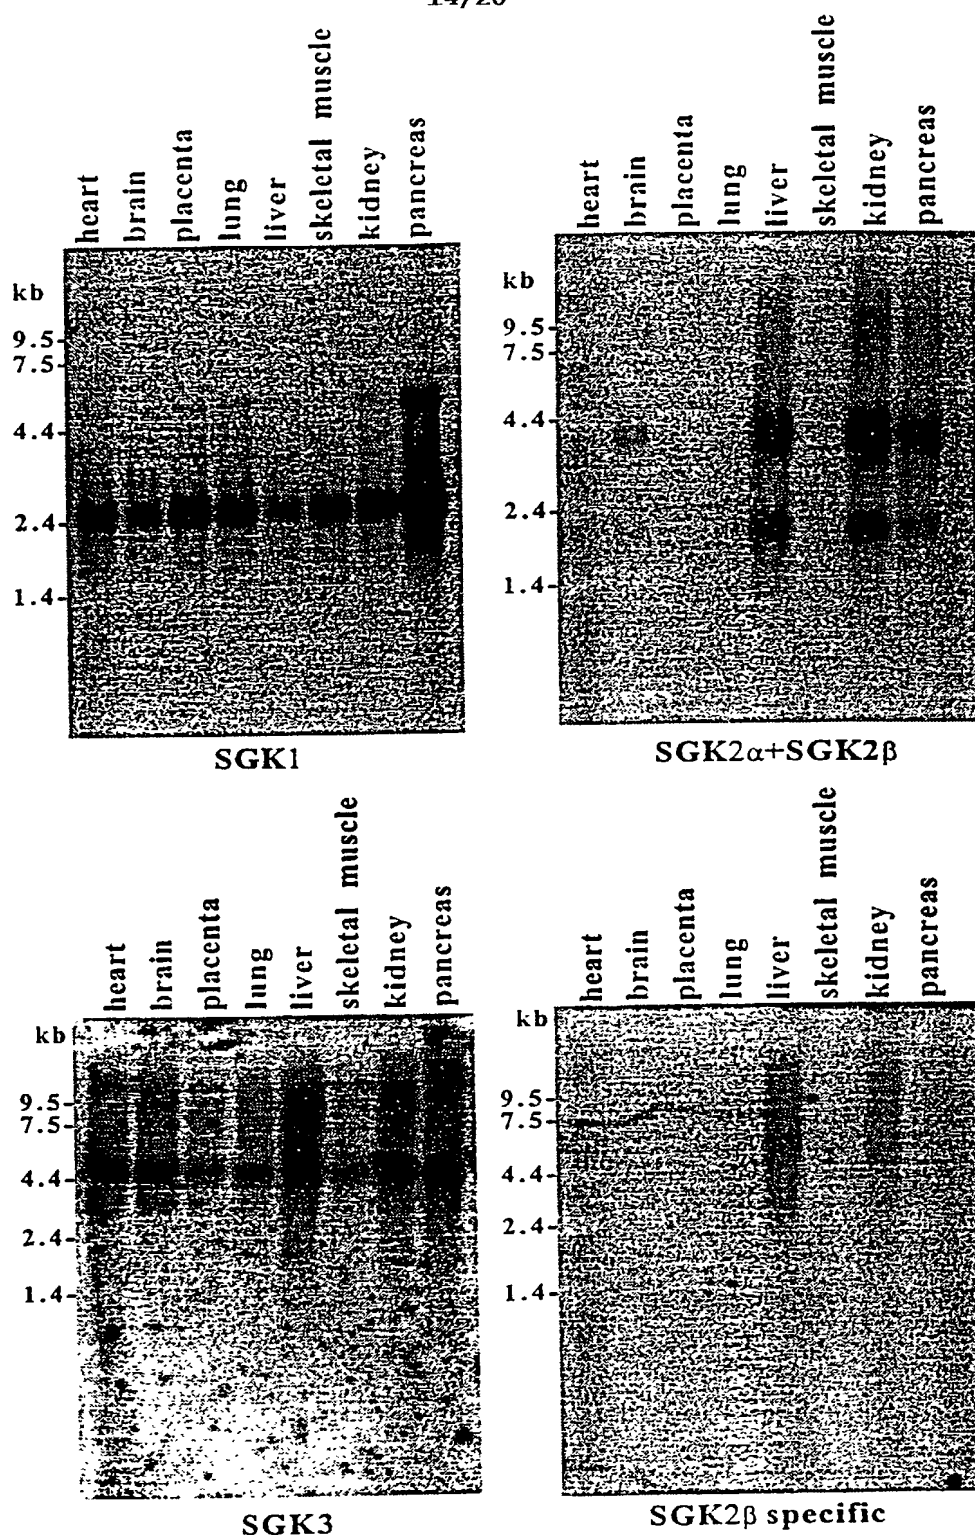 14/20
heart
brain
placenta
lung
liver
skeletal muscle
kidney
pancreas
kb
9.5-
7.5-
4.4-
2.4-
1.4-
SGK1
heart
brain
placenta
lung
liver
skeletal muscle
kidney
pancreas
kb
9.5-
7.5-
4.4-
2.4-
1.4-
SGK2α+SGK2β
heart
brain
placenta
lung
liver
skeletal muscle
kidney
pancreas
kb
9.5-
7.5-
4.4-
2.4-
1.4-
SGK3
heart
brain
placenta
lung
liver
skeletal muscle
kidney
pancreas
kb
9.5-
7.5-
4.4-
2.4-
1.4-
SGK2β specific